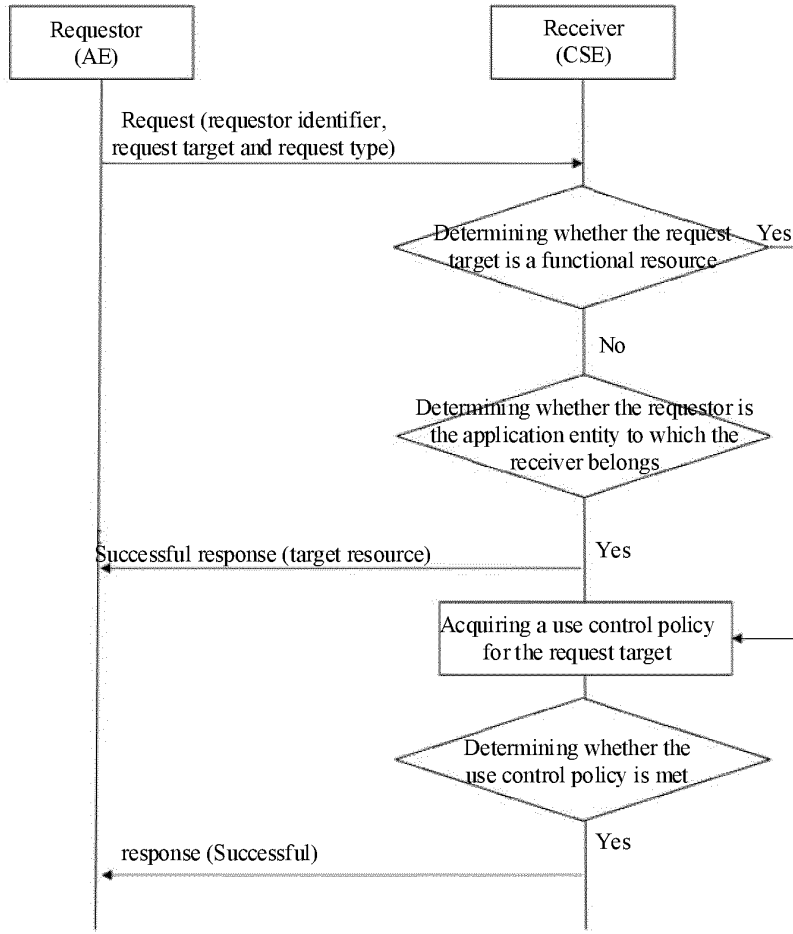 Requestor
(AE)
Receiver
(CSE)
Request (requestor identifier,
request target and request type)
Determining whether the request
target is a functional resource
Yes
No
Determining whether the requestor is
the application entity to which the
receiver belongs
Successful response (target resource)
Yes
Acquiring a use control policy
for the request target
Determining whether the
use control policy is met
Yes
response (Successful)